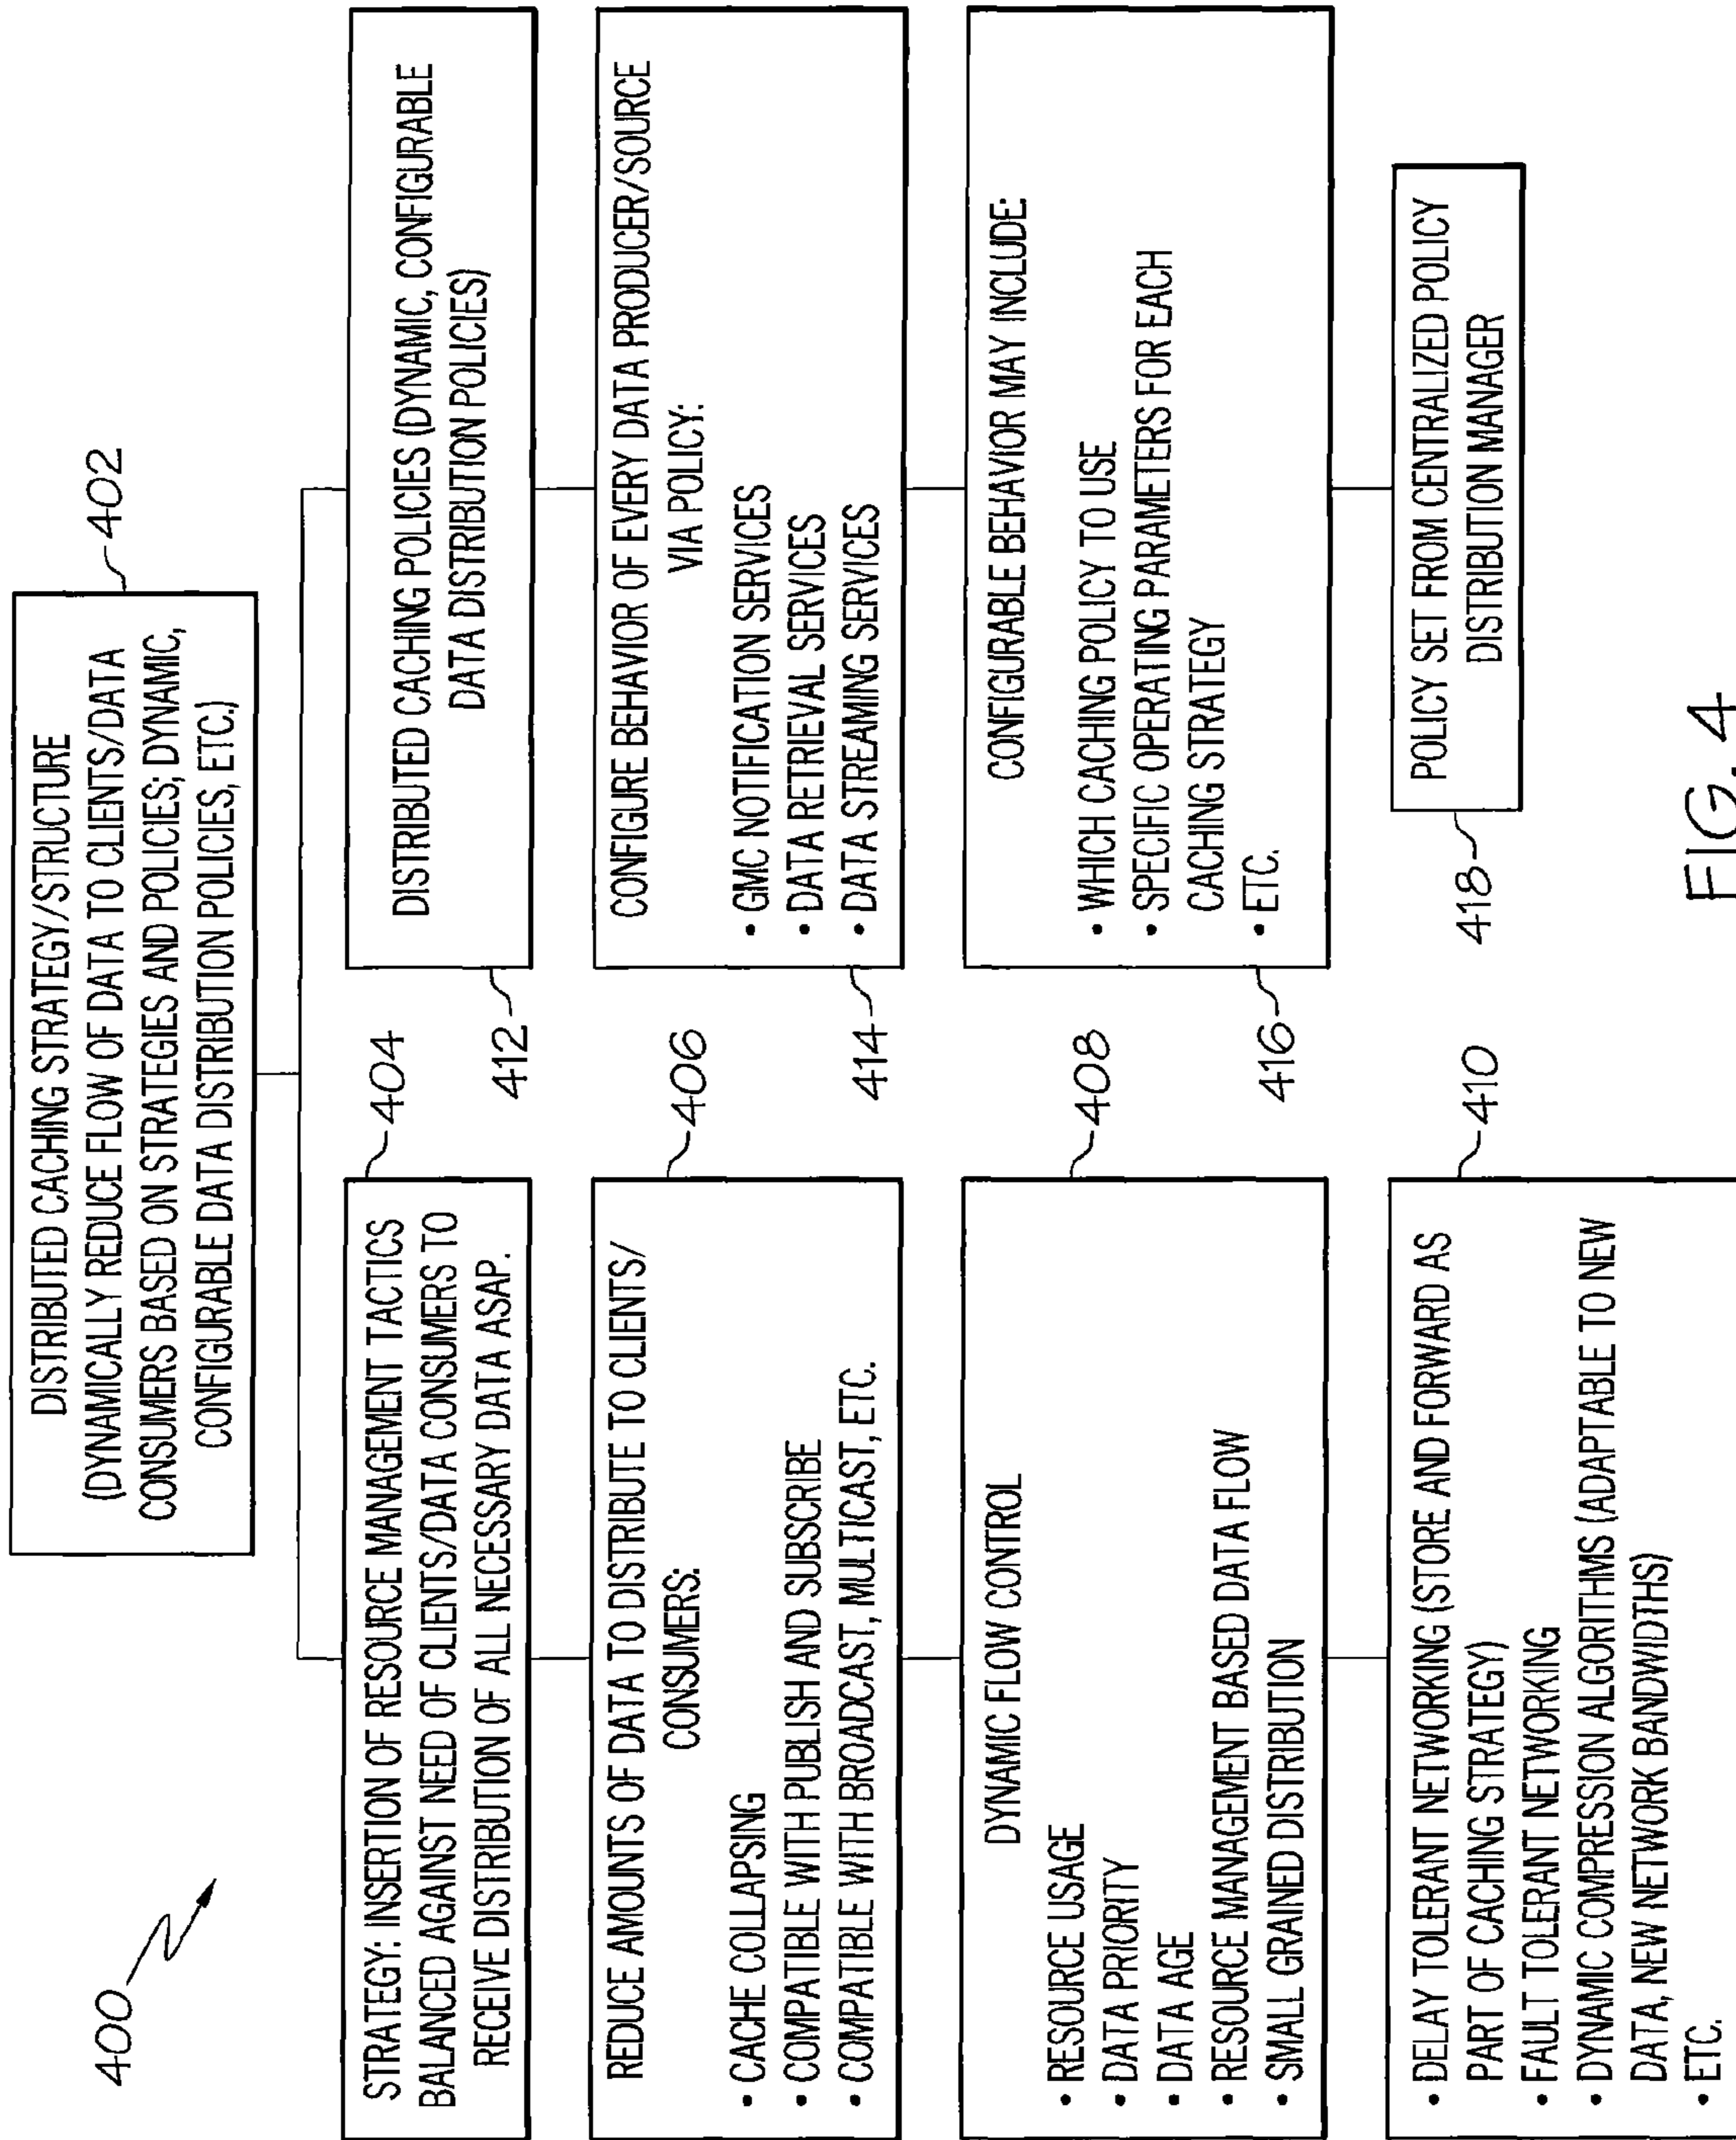 400
DISTRIBUTED CACHING STRATEGY/STRUCTURE
(DYNAMICALLY REDUCE FLOW OF DATA TO CLIENTS/DATA
CONSUMERS BASED ON STRATEGIES AND POLICIES; DYNAMIC,
CONFIGURABLE DATA DISTRIBUTION POLICIES, ETC.)
402
STRATEGY: INSERTION OF RESOURCE MANAGEMENT TACTICS
BALANCED AGAINST NEED OF CLIENTS/DATA CONSUMERS TO
RECEIVE DISTRIBUTION OF ALL NECESSARY DATA ASAP.
404
REDUCE AMOUNTS OF DATA TO DISTRIBUTE TO CLIENTS/
CONSUMERS:
• CACHE COLLAPSING
• COMPATIBLE WITH PUBLISH AND SUBSCRIBE
• COMPATIBLE WITH BROADCAST, MULTICAST, ETC.
406
DYNAMIC FLOW CONTROL
• RESOURCE USAGE
• DATA PRIORITY
• DATA AGE
• RESOURCE MANAGEMENT BASED DATA FLOW
• SMALL GRAINED DISTRIBUTION
408
• DELAY TOLERANT NETWORKING (STORE AND FORWARD AS
PART OF CACHING STRATEGY)
• FAULT TOLERANT NETWORKING
• DYNAMIC COMPRESSION ALGORITHMS (ADAPTABLE TO NEW
DATA, NEW NETWORK BANDWIDTHS)
• ETC.
410
DISTRIBUTED CACHING POLICIES (DYNAMIC, CONFIGURABLE
DATA DISTRIBUTION POLICIES)
412
CONFIGURE BEHAVIOR OF EVERY DATA PRODUCER/SOURCE
VIA POLICY:
• GMC NOTIFICATION SERVICES
• DATA RETRIEVAL SERVICES
• DATA STREAMING SERVICES
414
CONFIGURABLE BEHAVIOR MAY INCLUDE:
• WHICH CACHING POLICY TO USE
• SPECIFIC OPERATING PARAMETERS FOR EACH
CACHING STRATEGY
• ETC.
416
POLICY SET FROM CENTRALIZED POLICY
DISTRIBUTION MANAGER
418
FIG. 4